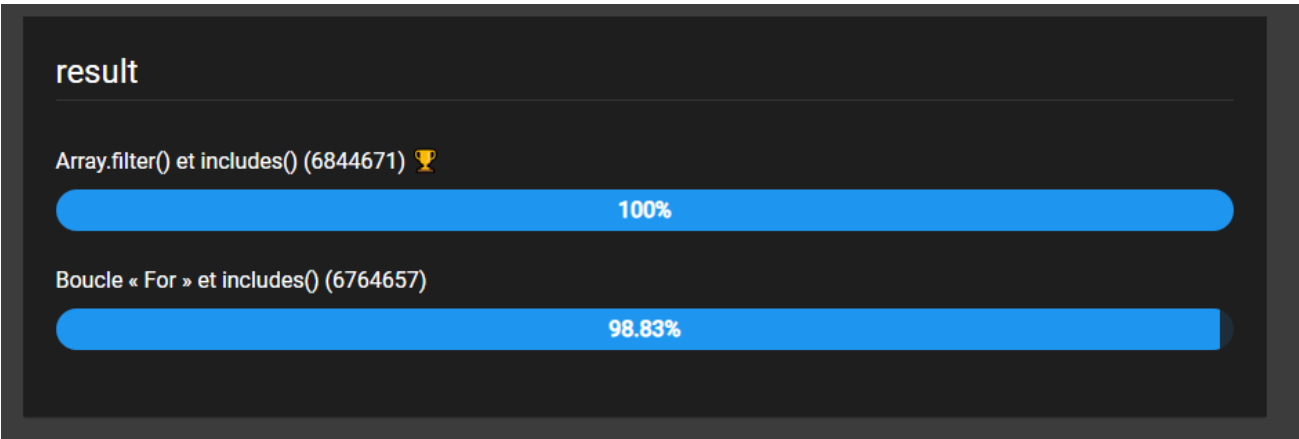 result
Array.filter() et includes() (6844671) 🏆
100%
Boucle « For » et includes() (6764657)
98.83%